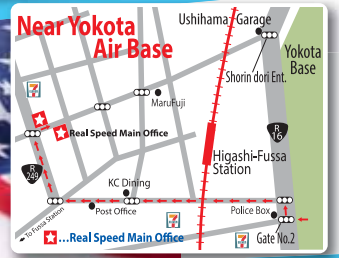 Near Yokota
Air Base
Ushihama
Garage
Yokota
Base
Shorin dori Ent.
MaruFuji
Real Speed Main Office
R
16
R
249
Higashi-Fussa
Station
KC Dining
Post Office
Police Box
To Fussa Station
Gate No.2
...Real Speed Main Office